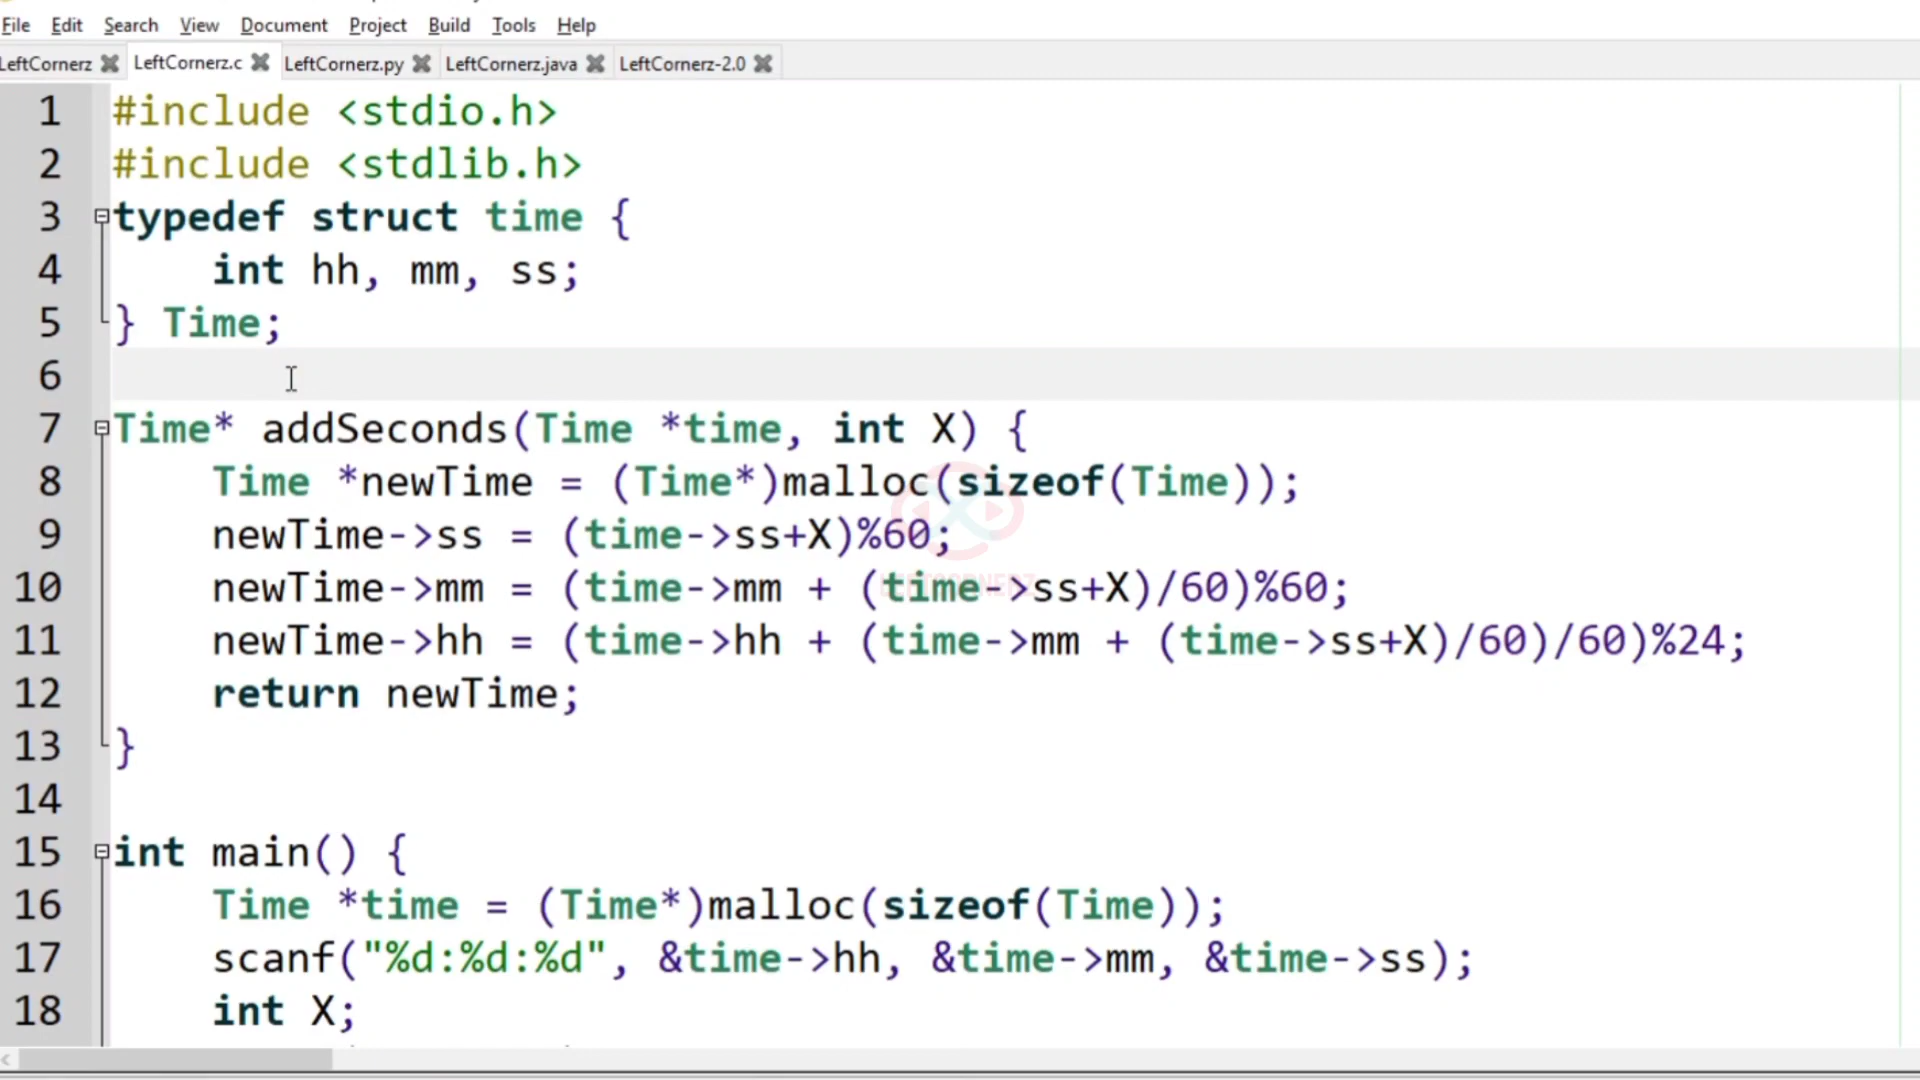 File Edit Search View Document Project Build Tools Help
LeftCornerz LeftCornerz.c LeftCornerz.py LeftCornerz.java LeftCornerz-2.0
1 #include <stdio.h>
2 #include <stdlib.h>
3 typedef struct time {
4 int hh, mm, ss;
5 } Time;
6
7 Time* addSeconds(Time *time, int X) {
8 Time *newTime = (Time*)malloc(sizeof(Time));
9 newTime->ss = (time->ss+X)%60;
10 newTime->mm = (time->mm + (time->ss+X)/60)%60;
11 newTime->hh = (time->hh + (time->mm + (time->ss+X)/60)/60)%24;
12 return newTime;
13 }
14
15 int main() {
16 Time *time = (Time*)malloc(sizeof(Time));
17 scanf("%d:%d:%d", &time->hh, &time->mm, &time->ss);
18 int X;
LEFTCORNERZ